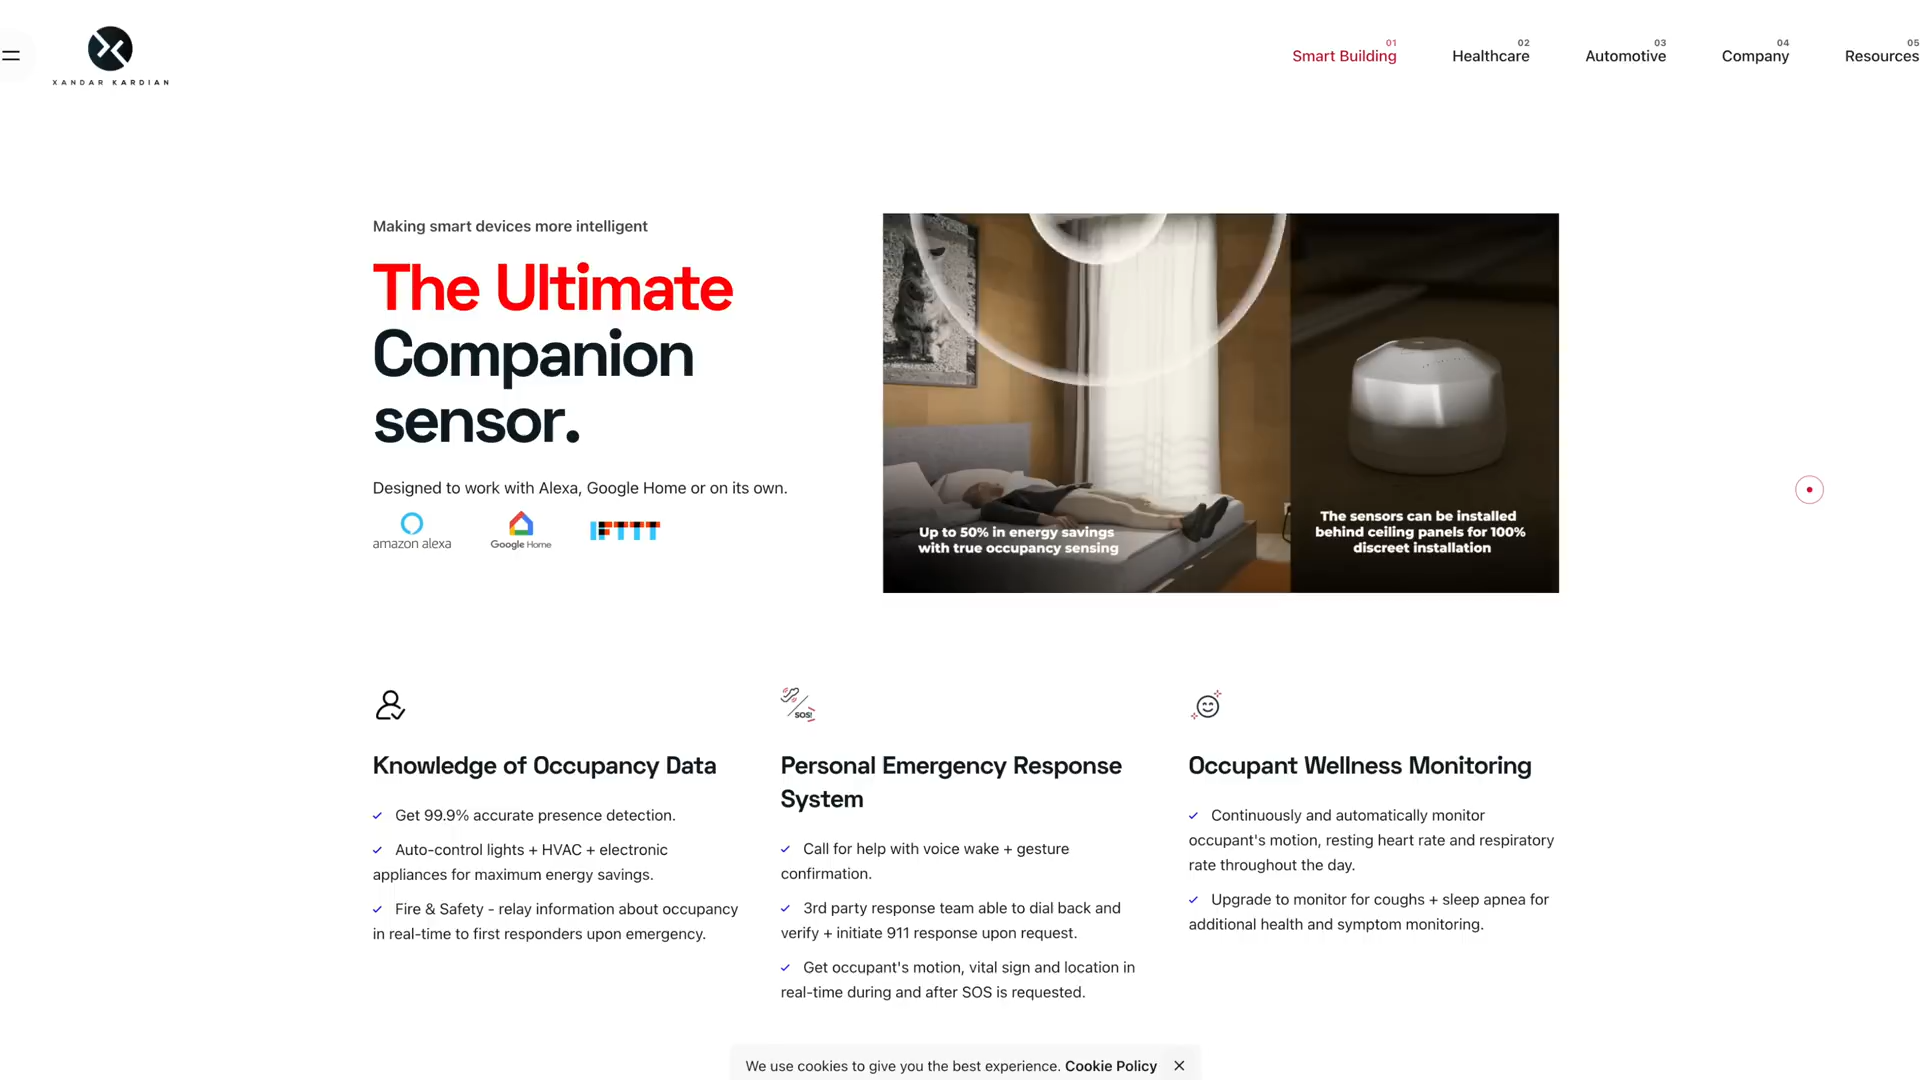 XANDAR KARDIAN
01
Smart Building
02
Healthcare
03
Automotive
04
Company
05
Resources
Making smart devices more intelligent
The Ultimate
Companion
sensor.
Designed to work with Alexa, Google Home or on its own.
amazon alexa
Google Home
IFTTT
Up to 50% in energy savings
with true occupancy sensing
The sensors can be installed
behind ceiling panels for 100%
discreet installation
Knowledge of Occupancy Data
Get 99.9% accurate presence detection.
Auto-control lights + HVAC + electronic
appliances for maximum energy savings.
Fire & Safety - relay information about occupancy
in real-time to first responders upon emergency.
SOS!
Personal Emergency Response
System
Call for help with voice wake + gesture
confirmation.
3rd party response team able to dial back and
verify + initiate 911 response upon request.
Get occupant's motion, vital sign and location in
real-time during and after SOS is requested.
Occupant Wellness Monitoring
Continuously and automatically monitor
occupant's motion, resting heart rate and respiratory
rate throughout the day.
Upgrade to monitor for coughs + sleep apnea for
additional health and symptom monitoring.
We use cookies to give you the best experience. Cookie Policy